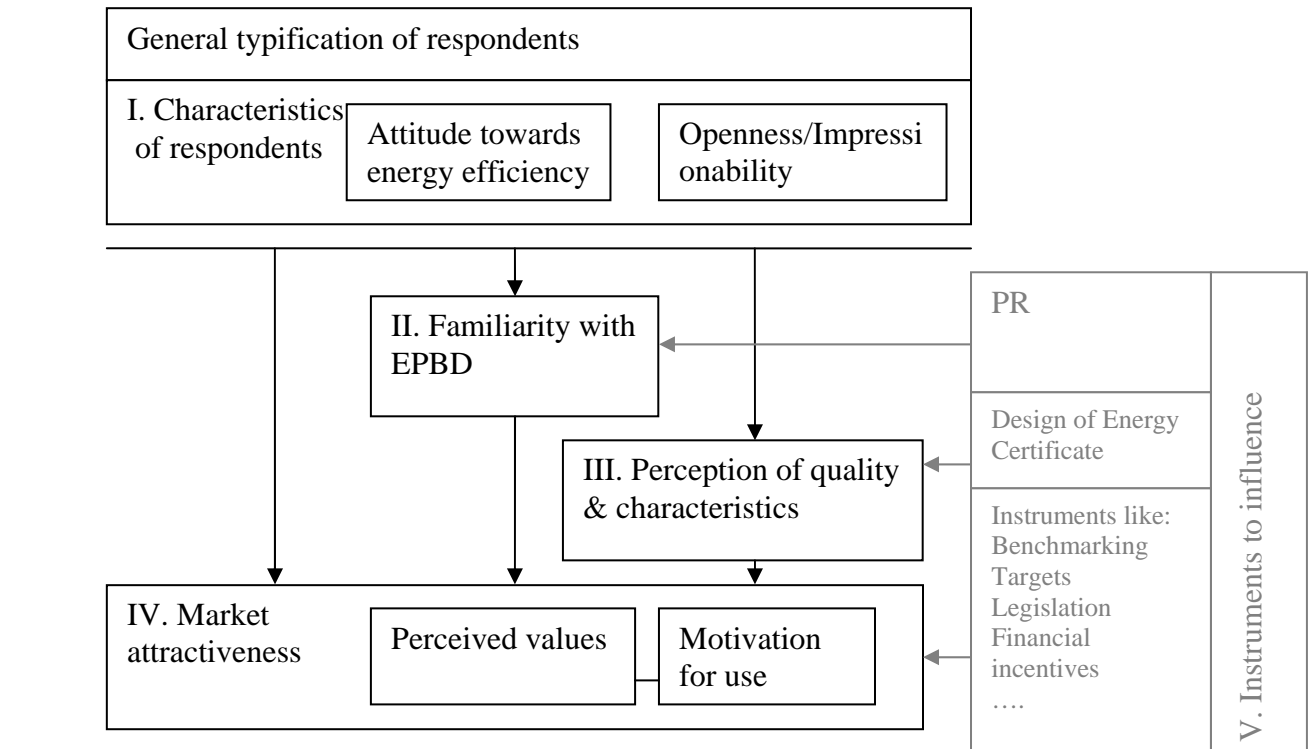 General typification of respondents
I. Characteristics
of respondents
Attitude towards
energy efficiency
Openness/Impressi
onability
II. Familiarity with
EPBD
PR
Design of Energy
Certificate
III. Perception of quality
& characteristics
Instruments like:
Benchmarking
Targets
Legislation
Financial
incentives
….
IV. Market
attractiveness
Perceived values
Motivation
for use
V. Instruments to influence